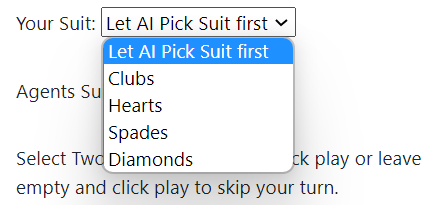 Your Suit: Let AI Pick Suit first
Let AI Pick Suit first
Clubs
Agents Su
Hearts
Spades
Diamonds
Select Two ck play or leave
empty and click play to skip your turn.